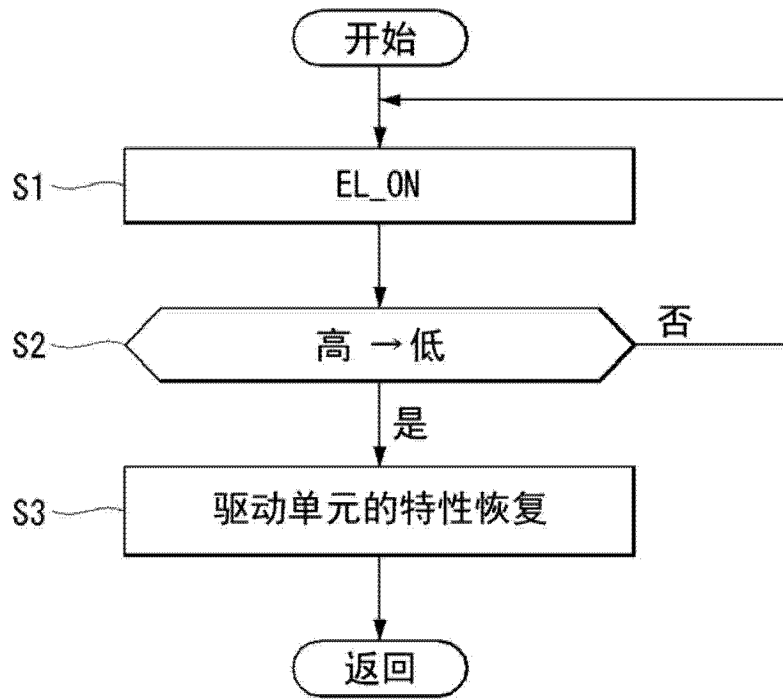 开始
S1
EL_ON
S2
高 →低
否
是
S3
驱动单元的特性恢复
返回